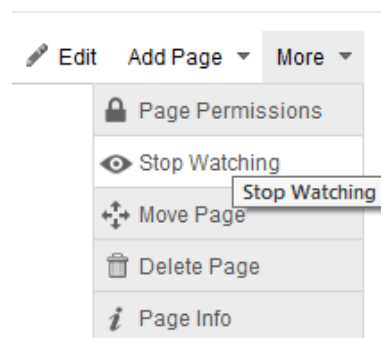 Edit Add Page More
Page Permissions
Stop Watching
Stop Watching
Move Page
Delete Page
Page Info